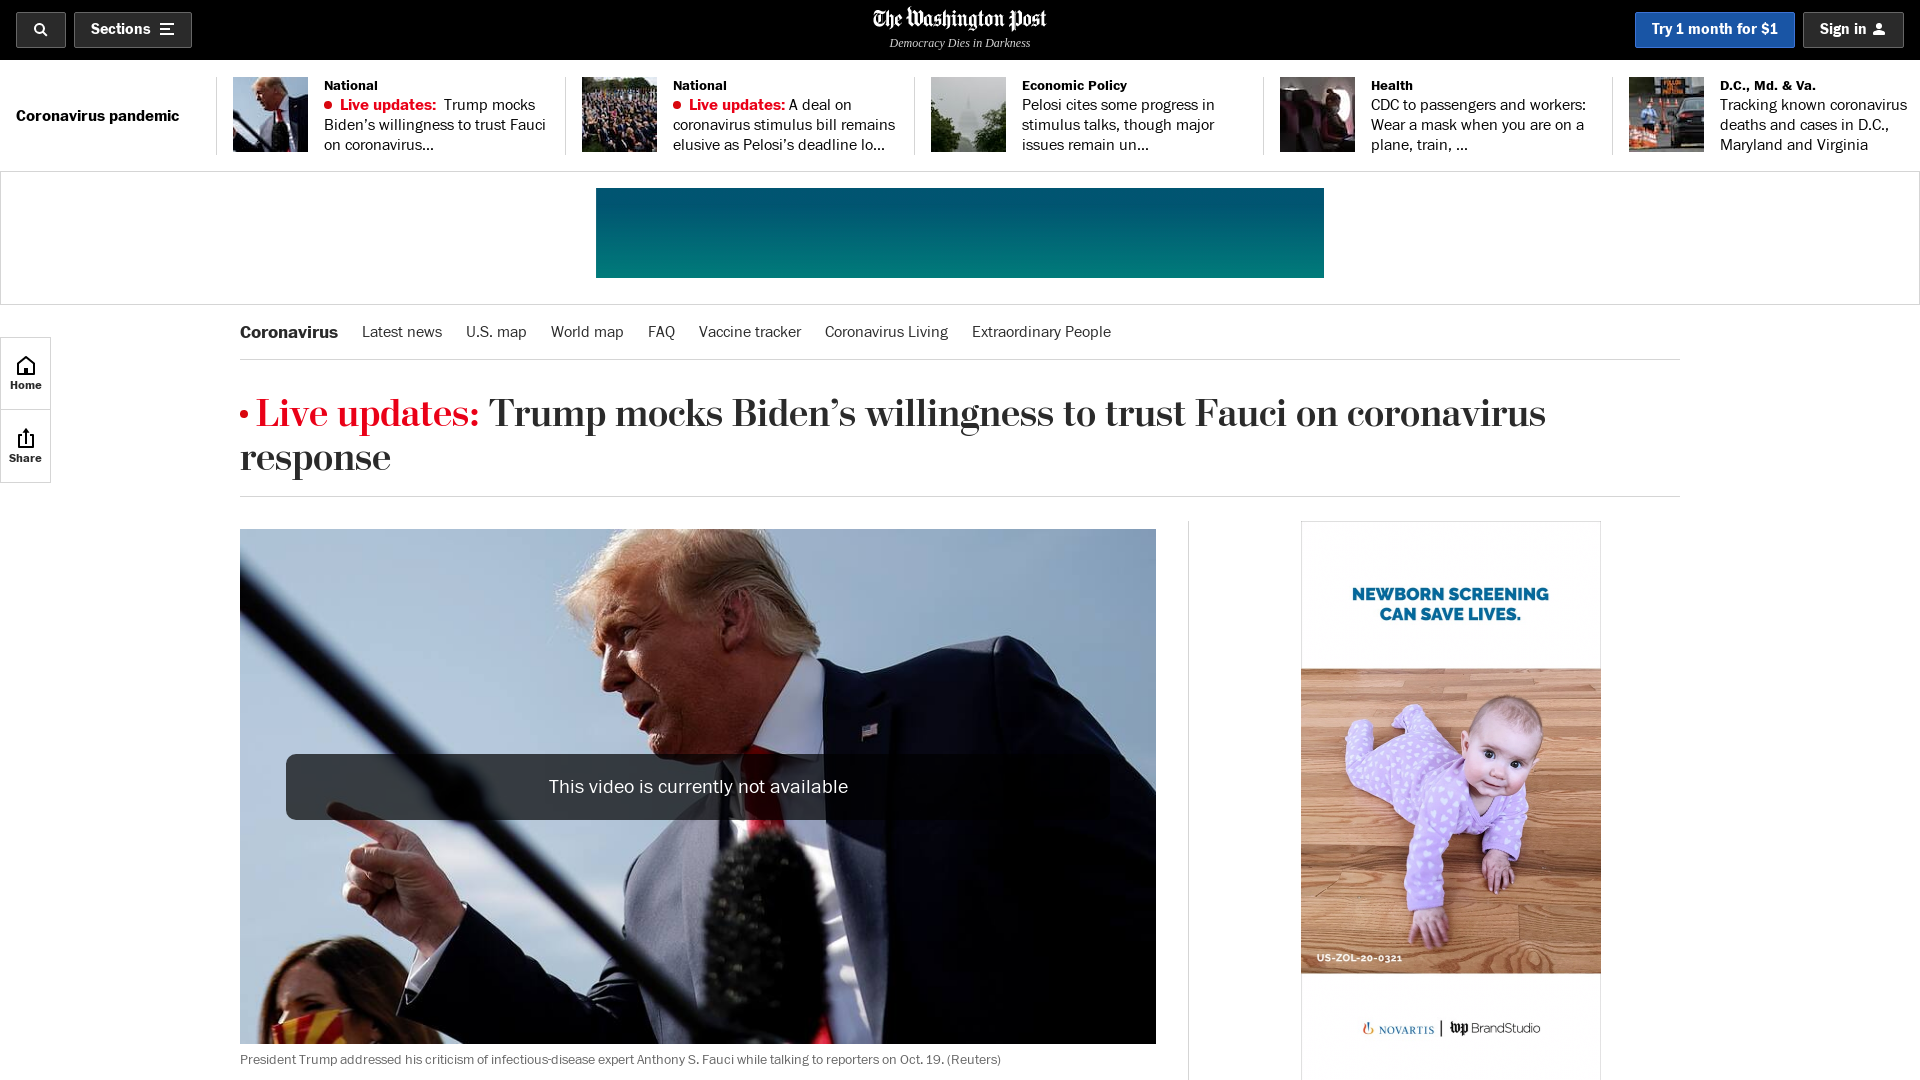 Sections
The Washington Post
Democracy Dies in Darkness
Try 1 month for $1
Sign in
Coronavirus pandemic
National
Live updates: Trump mocks
Biden’s willingness to trust Fauci
on coronavirus...
National
Live updates: A deal on
coronavirus stimulus bill remains
elusive as Pelosi’s deadline lo...
Economic Policy
Pelosi cites some progress in
stimulus talks, though major
issues remain un...
Health
CDC to passengers and workers:
Wear a mask when you are on a
plane, train, ...
D.C., Md. & Va.
Tracking known coronavirus
deaths and cases in D.C.,
Maryland and Virginia
Coronavirus Latest news U.S. map World map FAQ Vaccine tracker Coronavirus Living Extraordinary People
Home
Share
• Live updates: Trump mocks Biden’s willingness to trust Fauci on coronavirus
response
This video is currently not available
President Trump addressed his criticism of infectious-disease expert Anthony S. Fauci while talking to reporters on Oct. 19. (Reuters)
NEWBORN SCREENING
CAN SAVE LIVES.
US-ZOL-20-0321
NOVARTIS | wp BrandStudio